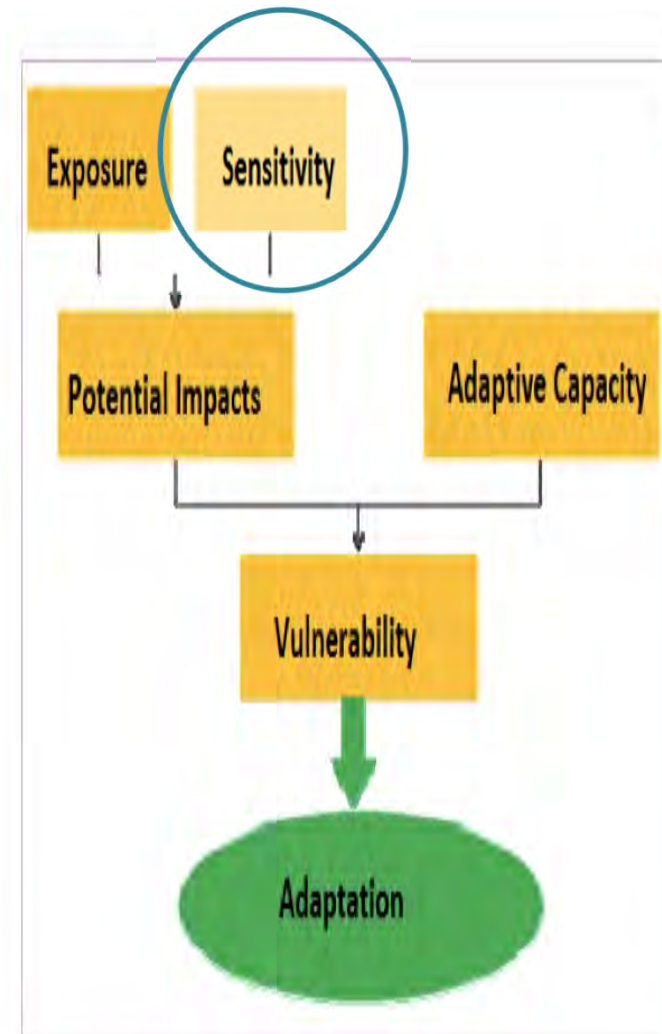 Exposure
Sensitivity
Potential Impacts
Adaptive Capacity
Vulnerability
Adaptation